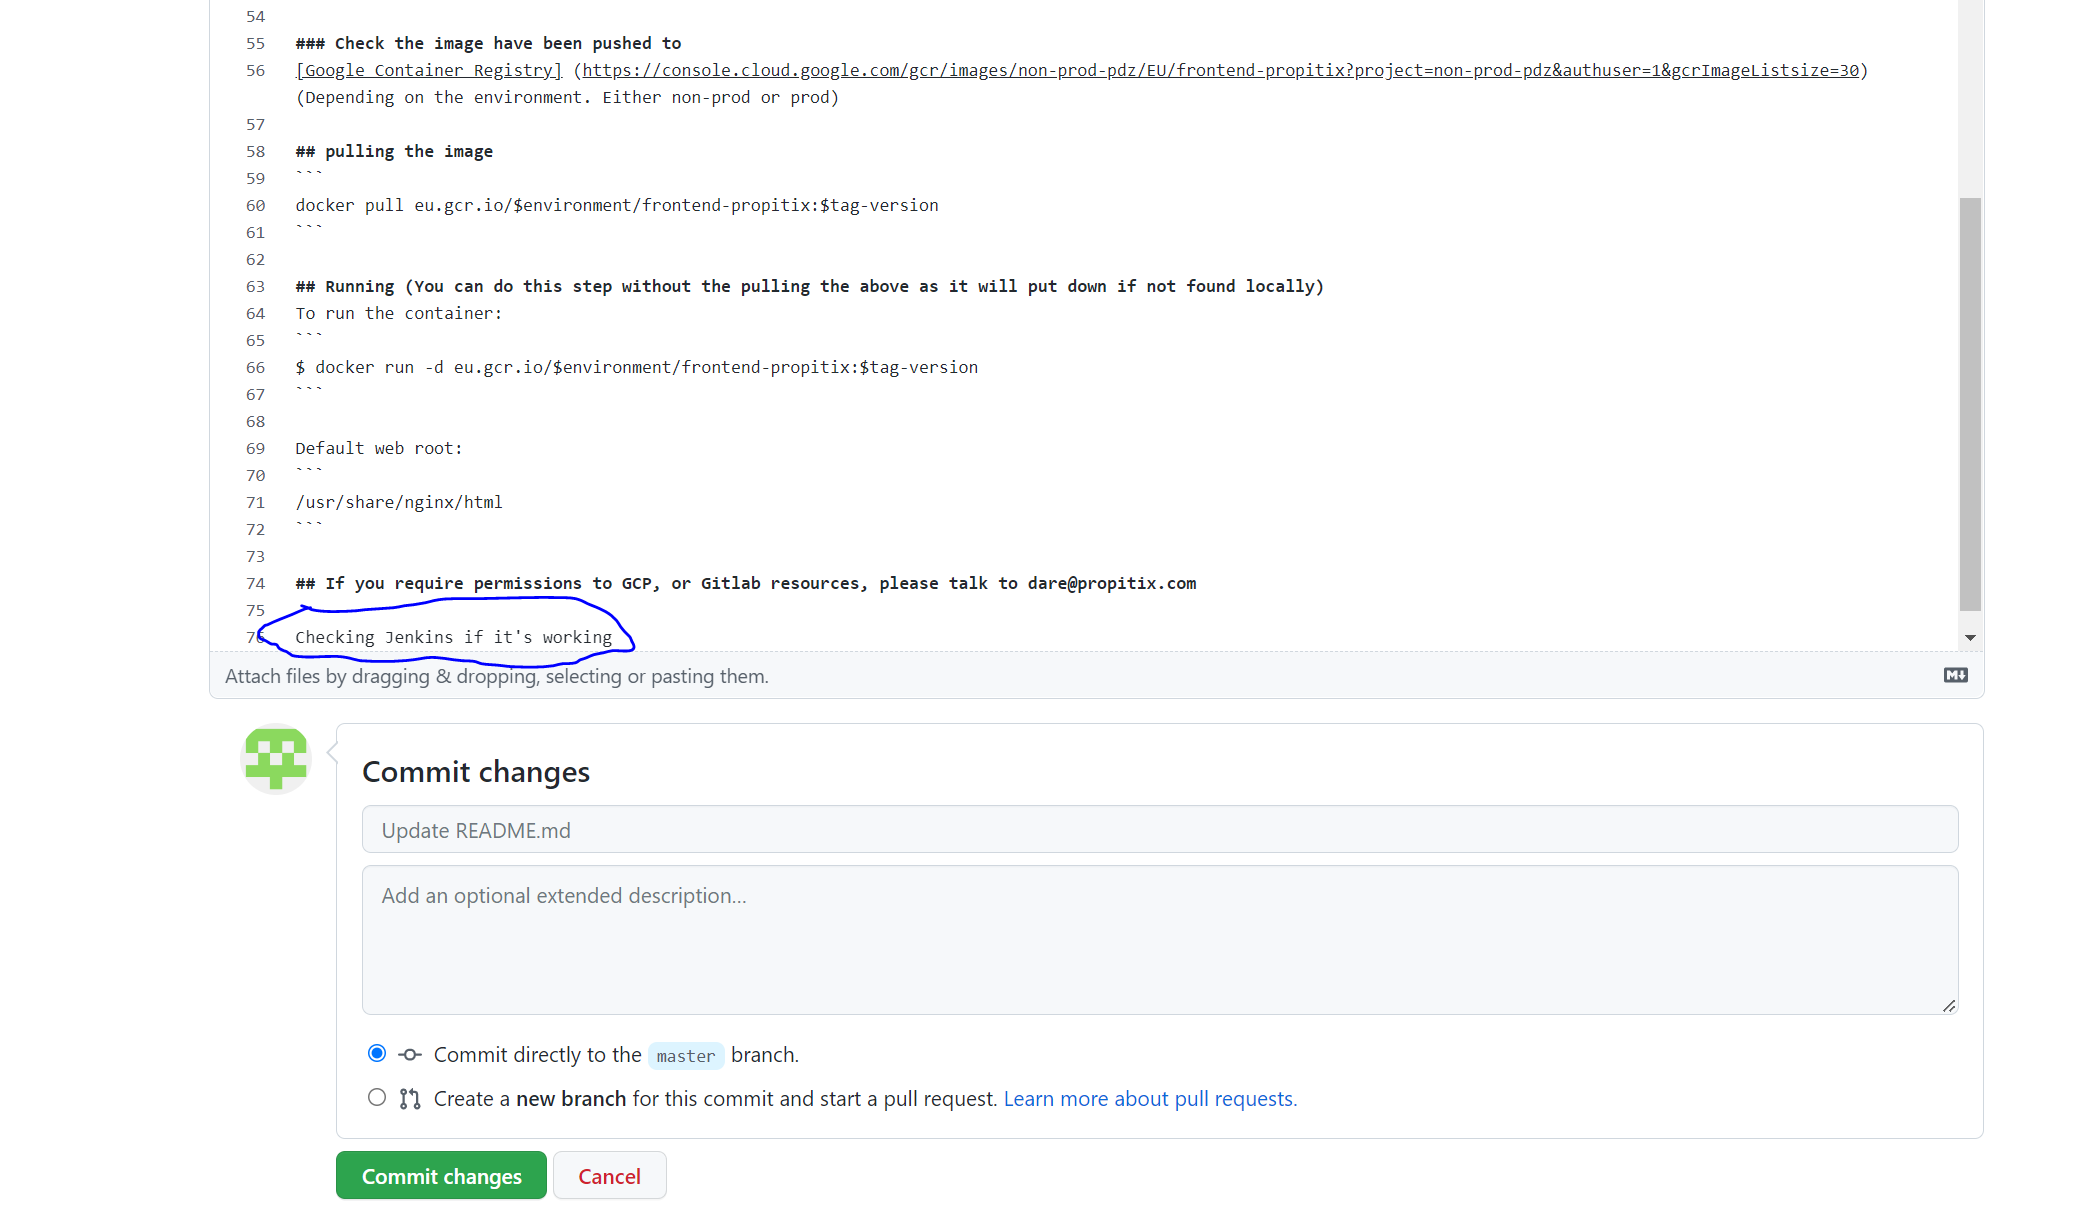 54
55 ### Check the image have been pushed to
56 [Google Container Registry] (https://console.cloud.google.com/gcr/images/non-prod-pdz/EU/frontend-propitix?project=non-prod-pdz&authuser=1&gcrImageListsize=30)
(Depending on the environment. Either non-prod or prod)
57
58 ## pulling the image
59 ```
60 docker pull eu.gcr.io/$environment/frontend-propitix:$tag-version
61 ```
62
63 ## Running (You can do this step without the pulling the above as it will put down if not found locally)
64 To run the container:
65 ```
66 $ docker run -d eu.gcr.io/$environment/frontend-propitix:$tag-version
67 ```
68
69 Default web root:
70 ```
71 /usr/share/nginx/html
72 ```
73
74 ## If you require permissions to GCP, or Gitlab resources, please talk to dare@propitix.com
75
76 Checking Jenkins if it's working
Attach files by dragging & dropping, selecting or pasting them.
M
Commit changes
Update README.md
Add an optional extended description...
Commit directly to the master branch.
Create a new branch for this commit and start a pull request. Learn more about pull requests.
Commit changes Cancel